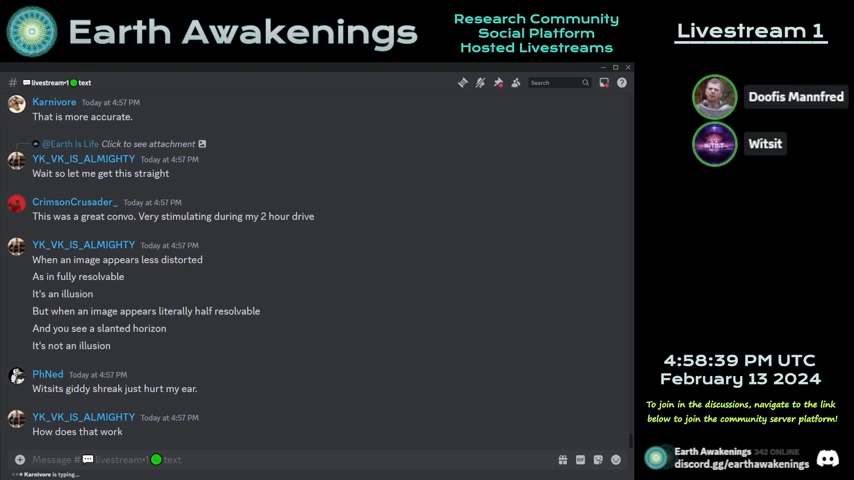 Earth Awakenings
Research Community
Social Platform
Hosted Livestreams
Livestream 1
# livestream•1 text
Search
Karnivore Today at 4:57 PM
That is more accurate.
@Earth Is Life Click to see attachment
YK_VK_IS_ALMIGHTY Today at 4:57 PM
Wait so let me get this straight
CrimsonCrusader_ Today at 4:57 PM
This was a great convo. Very stimulating during my 2 hour drive
YK_VK_IS_ALMIGHTY Today at 4:57 PM
When an image appears less distorted
As in fully resolvable
It's an illusion
But when an image appears literally half resolvable
And you see a slanted horizon
It's not an illusion
PhNed Today at 4:57 PM
Witsits giddy shreak just hurt my ear.
YK_VK_IS_ALMIGHTY Today at 4:57 PM
How does that work
Message # livestream•1 text
Karnivore is typing...
Doofis Mannfred
Witsit
4:58:39 PM UTC
February 13 2024
To join in the discussions, navigate to the link
below to join the community server platform!
Earth Awakenings 342 ONLINE
discord.gg/earthawakenings